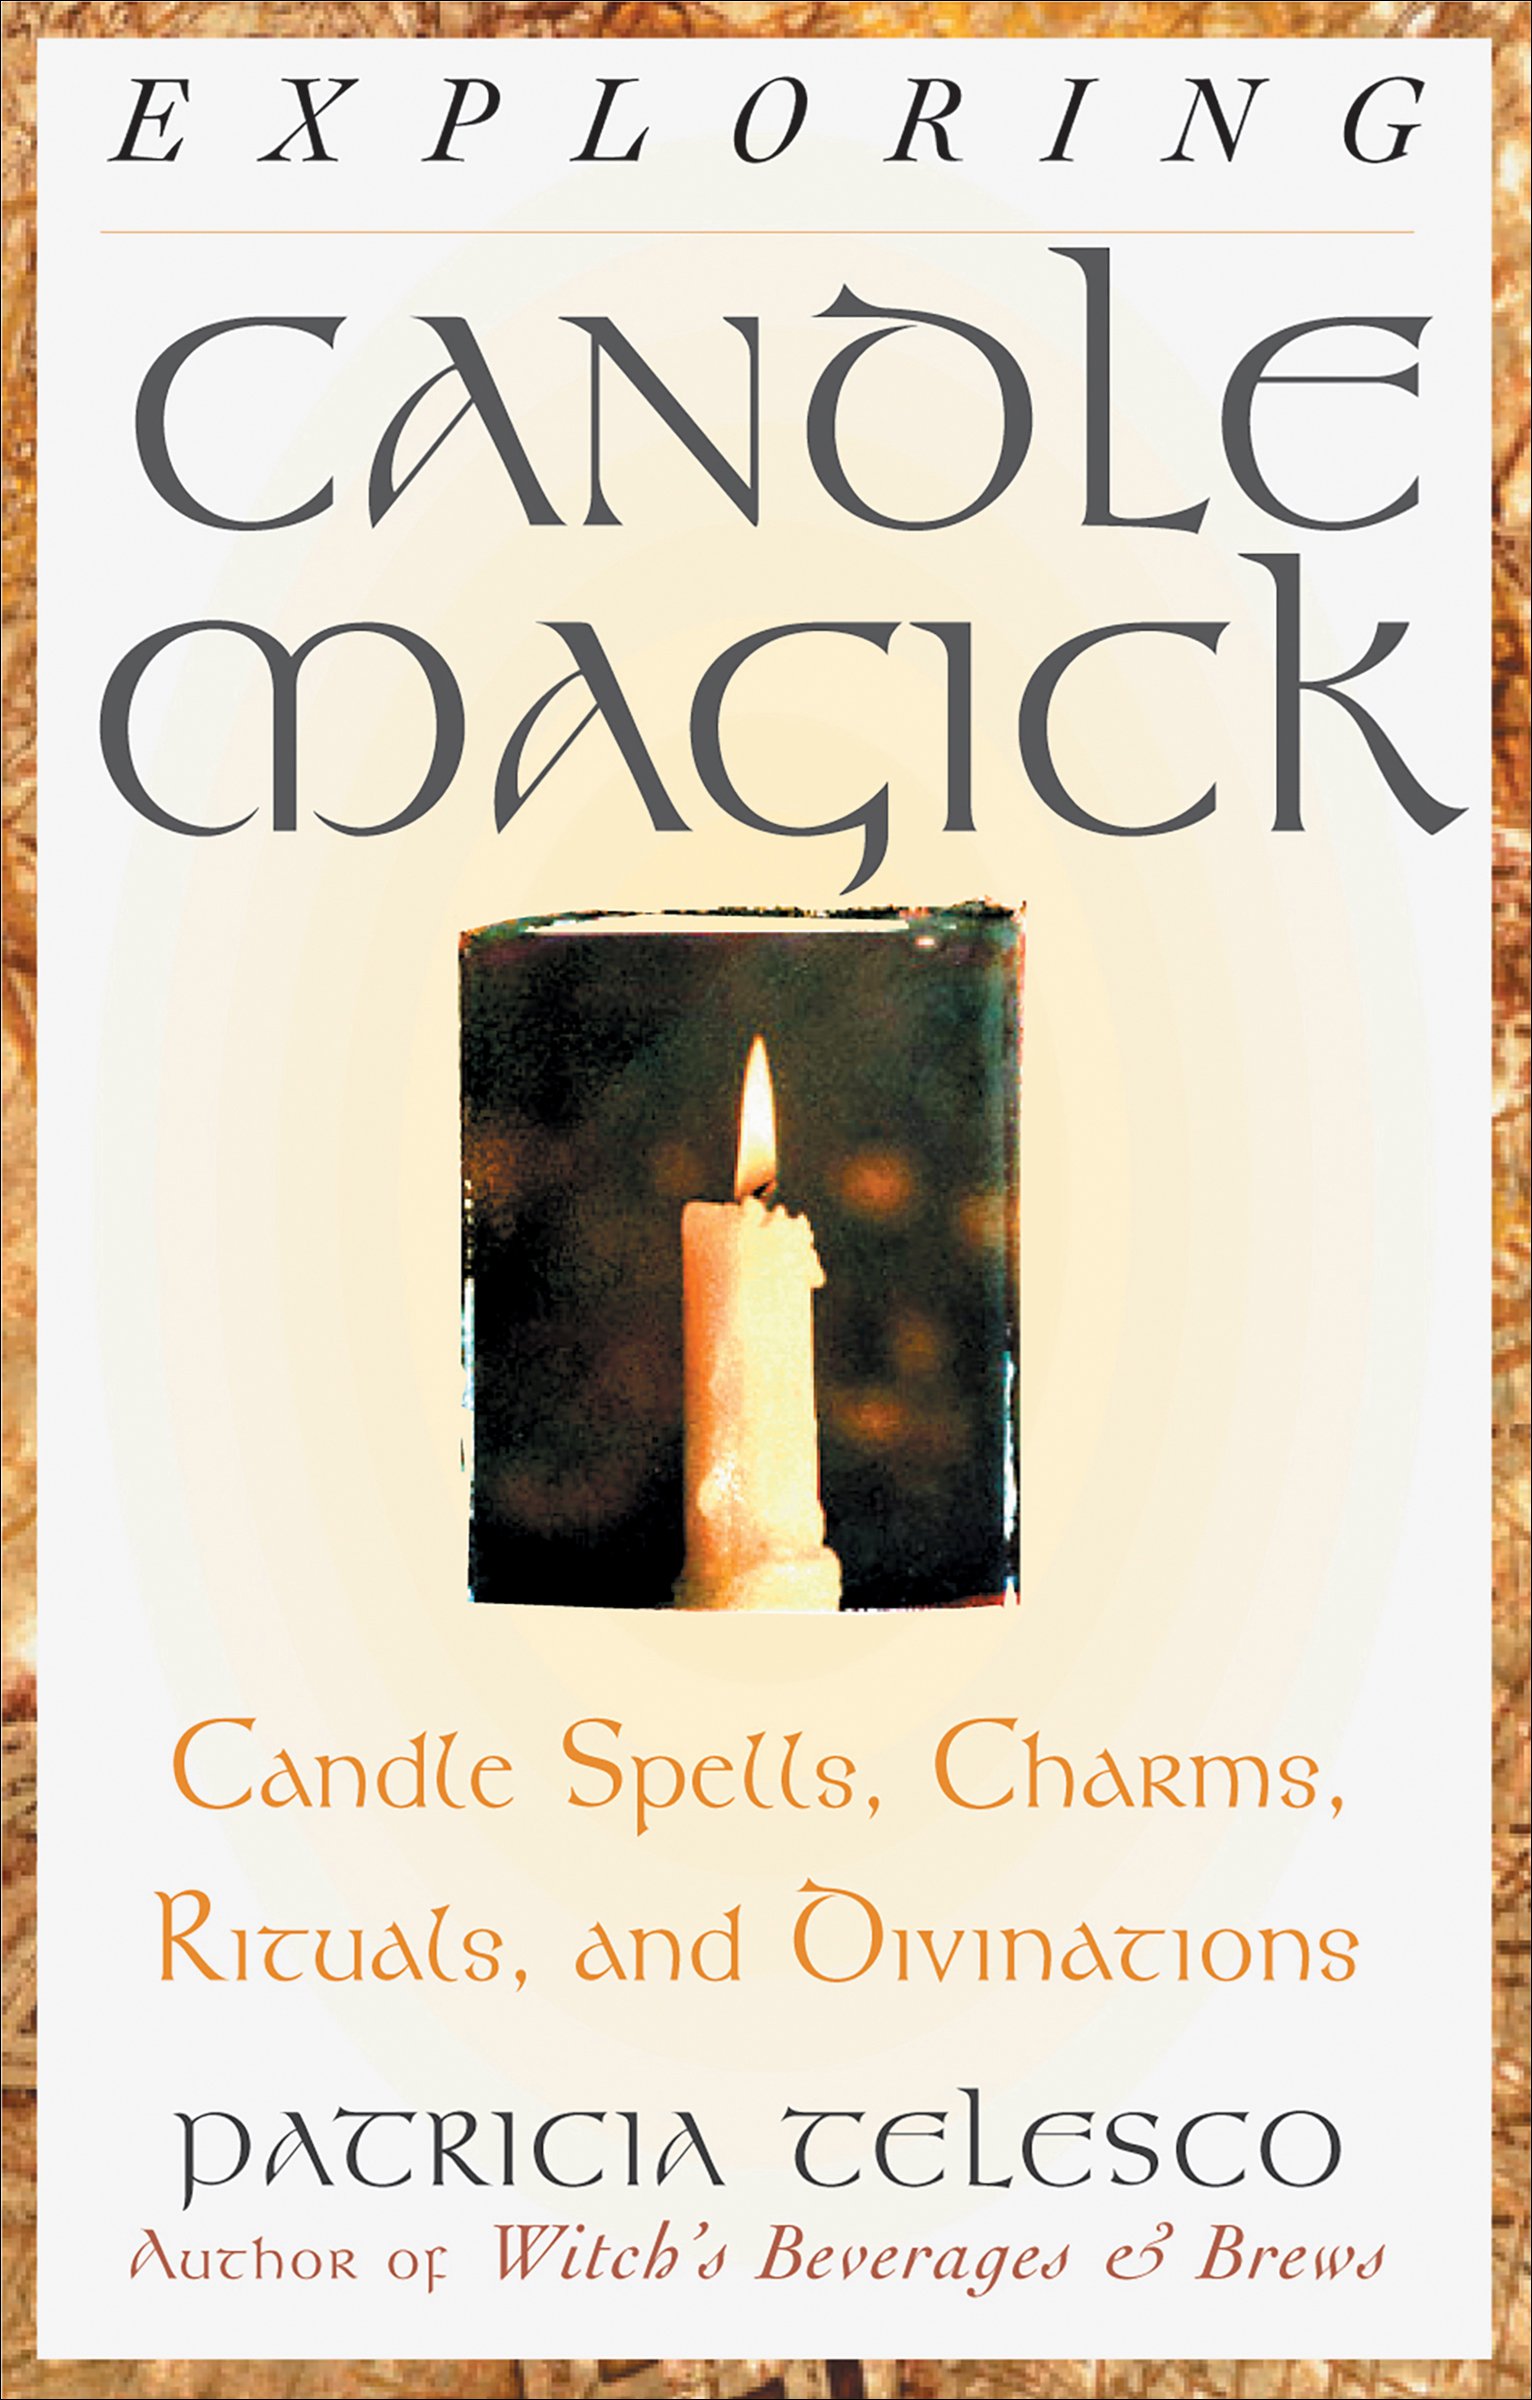 EXPLORING
CANDLE
MAGICK
Candle Spells, Charms,
Rituals, and Divinations
PATRICIA TELESCO
Author of Witch's Beverages & Brews